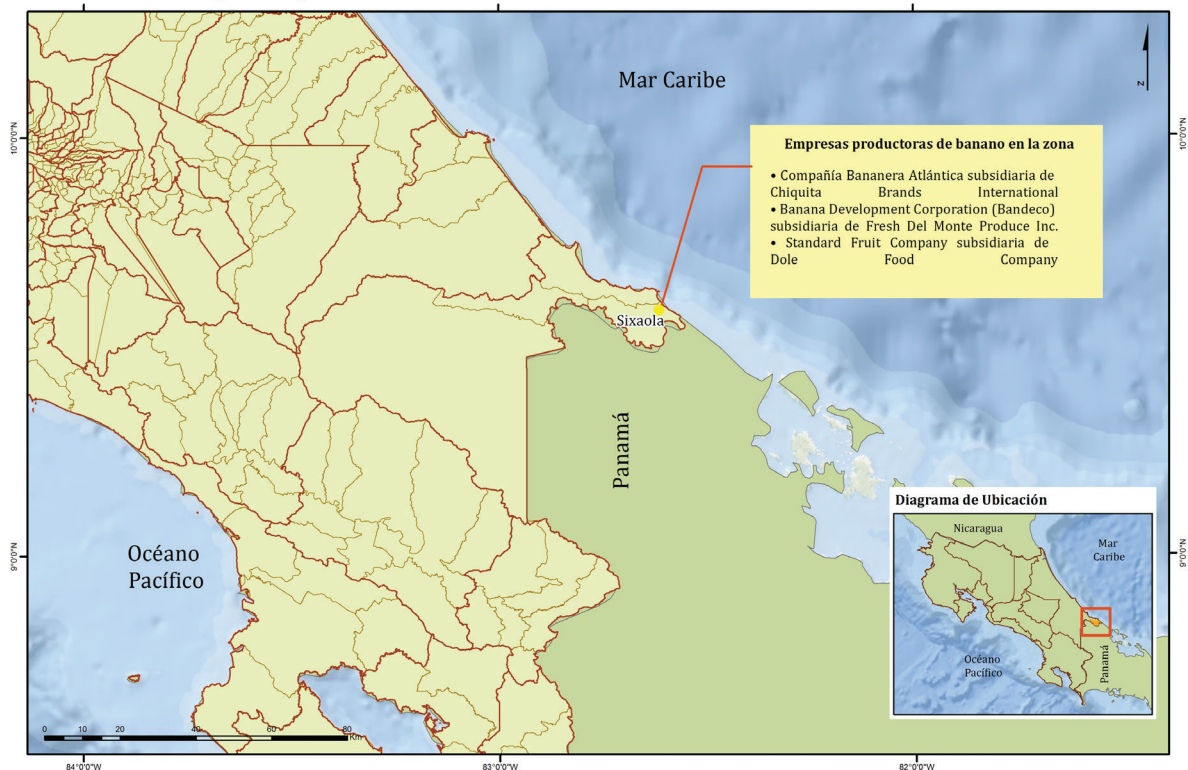 Mar Caribe
10°0'0"N
10°0'0"N
Empresas productoras de banano en la zona
• Compañía Bananera Atlántica subsidiaria de
Chiquita Brands International
• Banana Development Corporation (Bandeco)
subsidiaria de Fresh Del Monte Produce Inc.
• Standard Fruit Company subsidiaria de
Dole Food Company
Sixaola
Panamá
Océano
Pacífico
9°0'0"N
9°0'0"N
Diagrama de Ubicación
Nicaragua
Mar
Caribe
Océano
Pacífico
Panamá
0 10 20 40 60 80
Km
84°0'0"W
83°0'0"W
82°0'0"W
N